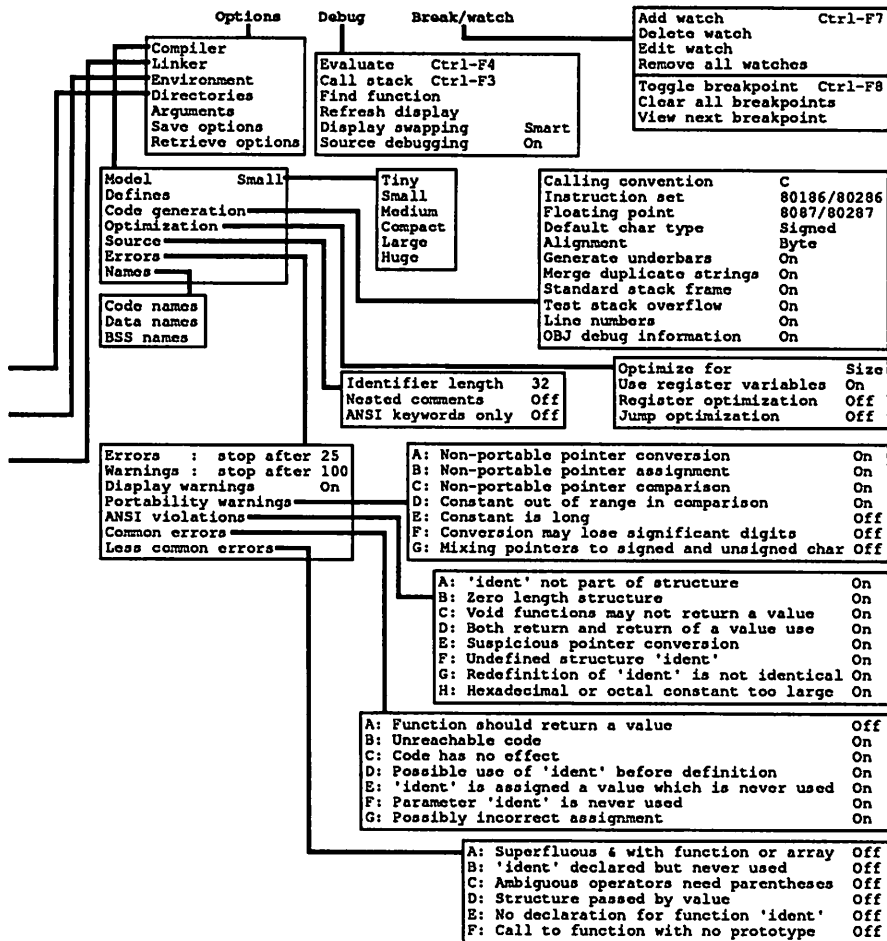 Options Debug Break/watch
Add watch Ctrl-F7
Delete watch
Edit watch
Remove all watches
Toggle breakpoint Ctrl-F8
Clear all breakpoints
View next breakpoint
Compiler
Linker
Environment
Directories
Arguments
Save options
Retrieve options
Evaluate Ctrl-F4
Call stack Ctrl-F3
Find function
Refresh display
Display swapping Smart
Source debugging On
Model Small
Defines
Code generation
Optimization
Source
Errors
Names
Tiny
Small
Medium
Compact
Large
Huge
Calling convention C
Instruction set 80186/80286
Floating point 8087/80287
Default char type Signed
Alignment Byte
Generate underbars On
Merge duplicate strings On
Standard stack frame On
Test stack overflow On
Line numbers On
OBJ debug information On
Code names
Data names
BSS names
Identifier length 32
Nested comments Off
ANSI keywords only Off
Optimize for Size
Use register variables On
Register optimization Off
Jump optimization Off
Errors : stop after 25
Warnings : stop after 100
Display warnings On
Portability warnings
ANSI violations
Common errors
Less common errors
A: Non-portable pointer conversion On
B: Non-portable pointer assignment On
C: Non-portable pointer comparison On
D: Constant out of range in comparison On
E: Constant is long Off
F: Conversion may lose significant digits Off
G: Mixing pointers to signed and unsigned char Off
A: 'ident' not part of structure On
B: Zero length structure On
C: Void functions may not return a value On
D: Both return and return of a value use On
E: Suspicious pointer conversion On
F: Undefined structure 'ident' On
G: Redefinition of 'ident' is not identical On
H: Hexadecimal or octal constant too large On
A: Function should return a value Off
B: Unreachable code On
C: Code has no effect On
D: Possible use of 'ident' before definition On
E: 'ident' is assigned a value which is never used On
F: Parameter 'ident' is never used On
G: Possibly incorrect assignment On
A: Superfluous & with function or array Off
B: 'ident' declared but never used Off
C: Ambiguous operators need parentheses Off
D: Structure passed by value Off
E: No declaration for function 'ident' Off
F: Call to function with no prototype Off